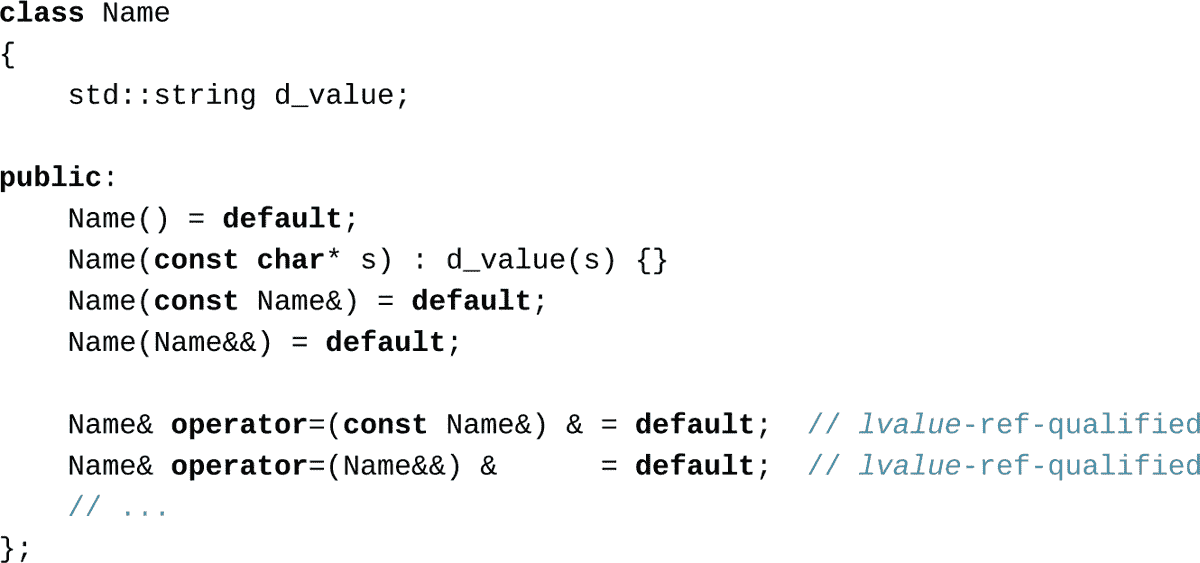 class Name
{
    std::string d_value;

public:
    Name() = default;
    Name(const char* s) : d_value(s) {}
    Name(const Name&) = default;
    Name(Name&&) = default;

    Name& operator=(const Name&) & = default;  // lvalue-ref-qualified
    Name& operator=(Name&&) &      = default;  // lvalue-ref-qualified
    // ...
};